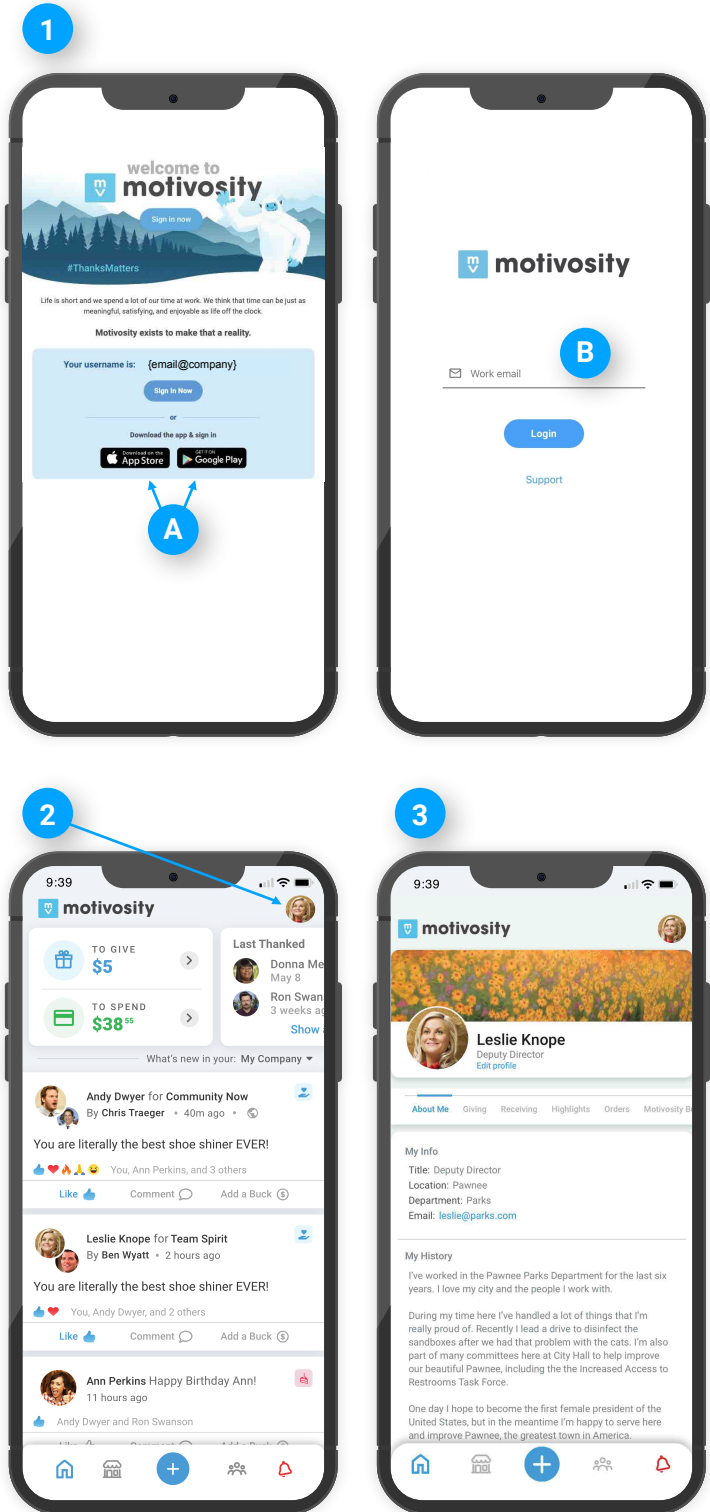 1
welcome to
mv motivosity
Sign In now
#ThanksMatters
Life is short and we spend a lot of our time at work. We think that time can be just as
meaningful, satisfying, and enjoyable as life off the clock.
Motivosity exists to make that a reality.
Your username is: {email@company}
Sign In Now
or
Download the app & sign in
Download on the App Store
GET IT ON Google Play
A
mv motivosity
B
Work email
Login
Support
2
9:39
mv motivosity
TO GIVE
$5
TO SPEND
$38 55
Last Thanked
Donna Me
May 8
Ron Swan
3 weeks ag
Show
What's new in your: My Company
Andy Dwyer for Community Now
By Chris Traeger • 40m ago •
You are literally the best shoe shiner EVER!
You, Ann Perkins, and 3 others
Like Comment Add a Buck
Leslie Knope for Team Spirit
By Ben Wyatt • 2 hours ago
You are literally the best shoe shiner EVER!
You, Andy Dwyer, and 2 others
Like Comment Add a Buck
Ann Perkins Happy Birthday Ann!
11 hours ago
Andy Dwyer and Ron Swanson
Like Comment Add a Buck
3
9:39
mv motivosity
Leslie Knope
Deputy Director
Edit profile
About Me Giving Receiving Highlights Orders Motivosity B
My Info
Title: Deputy Director
Location: Pawnee
Department: Parks
Email: leslie@parks.com
My History
I've worked in the Pawnee Parks Department for the last six
years. I love my city and the people I work with.
During my time here I've handled a lot of things that I'm
really proud of. Recently I lead a drive to disinfect the
sandboxes after we had that problem with the cats. I'm also
part of many committees here at City Hall to help improve
our beautiful Pawnee, including the the Increased Access to
Restrooms Task Force.
One day I hope to become the first female president of the
United States, but in the meantime I'm happy to serve here
and improve Pawnee, the greatest town in America.